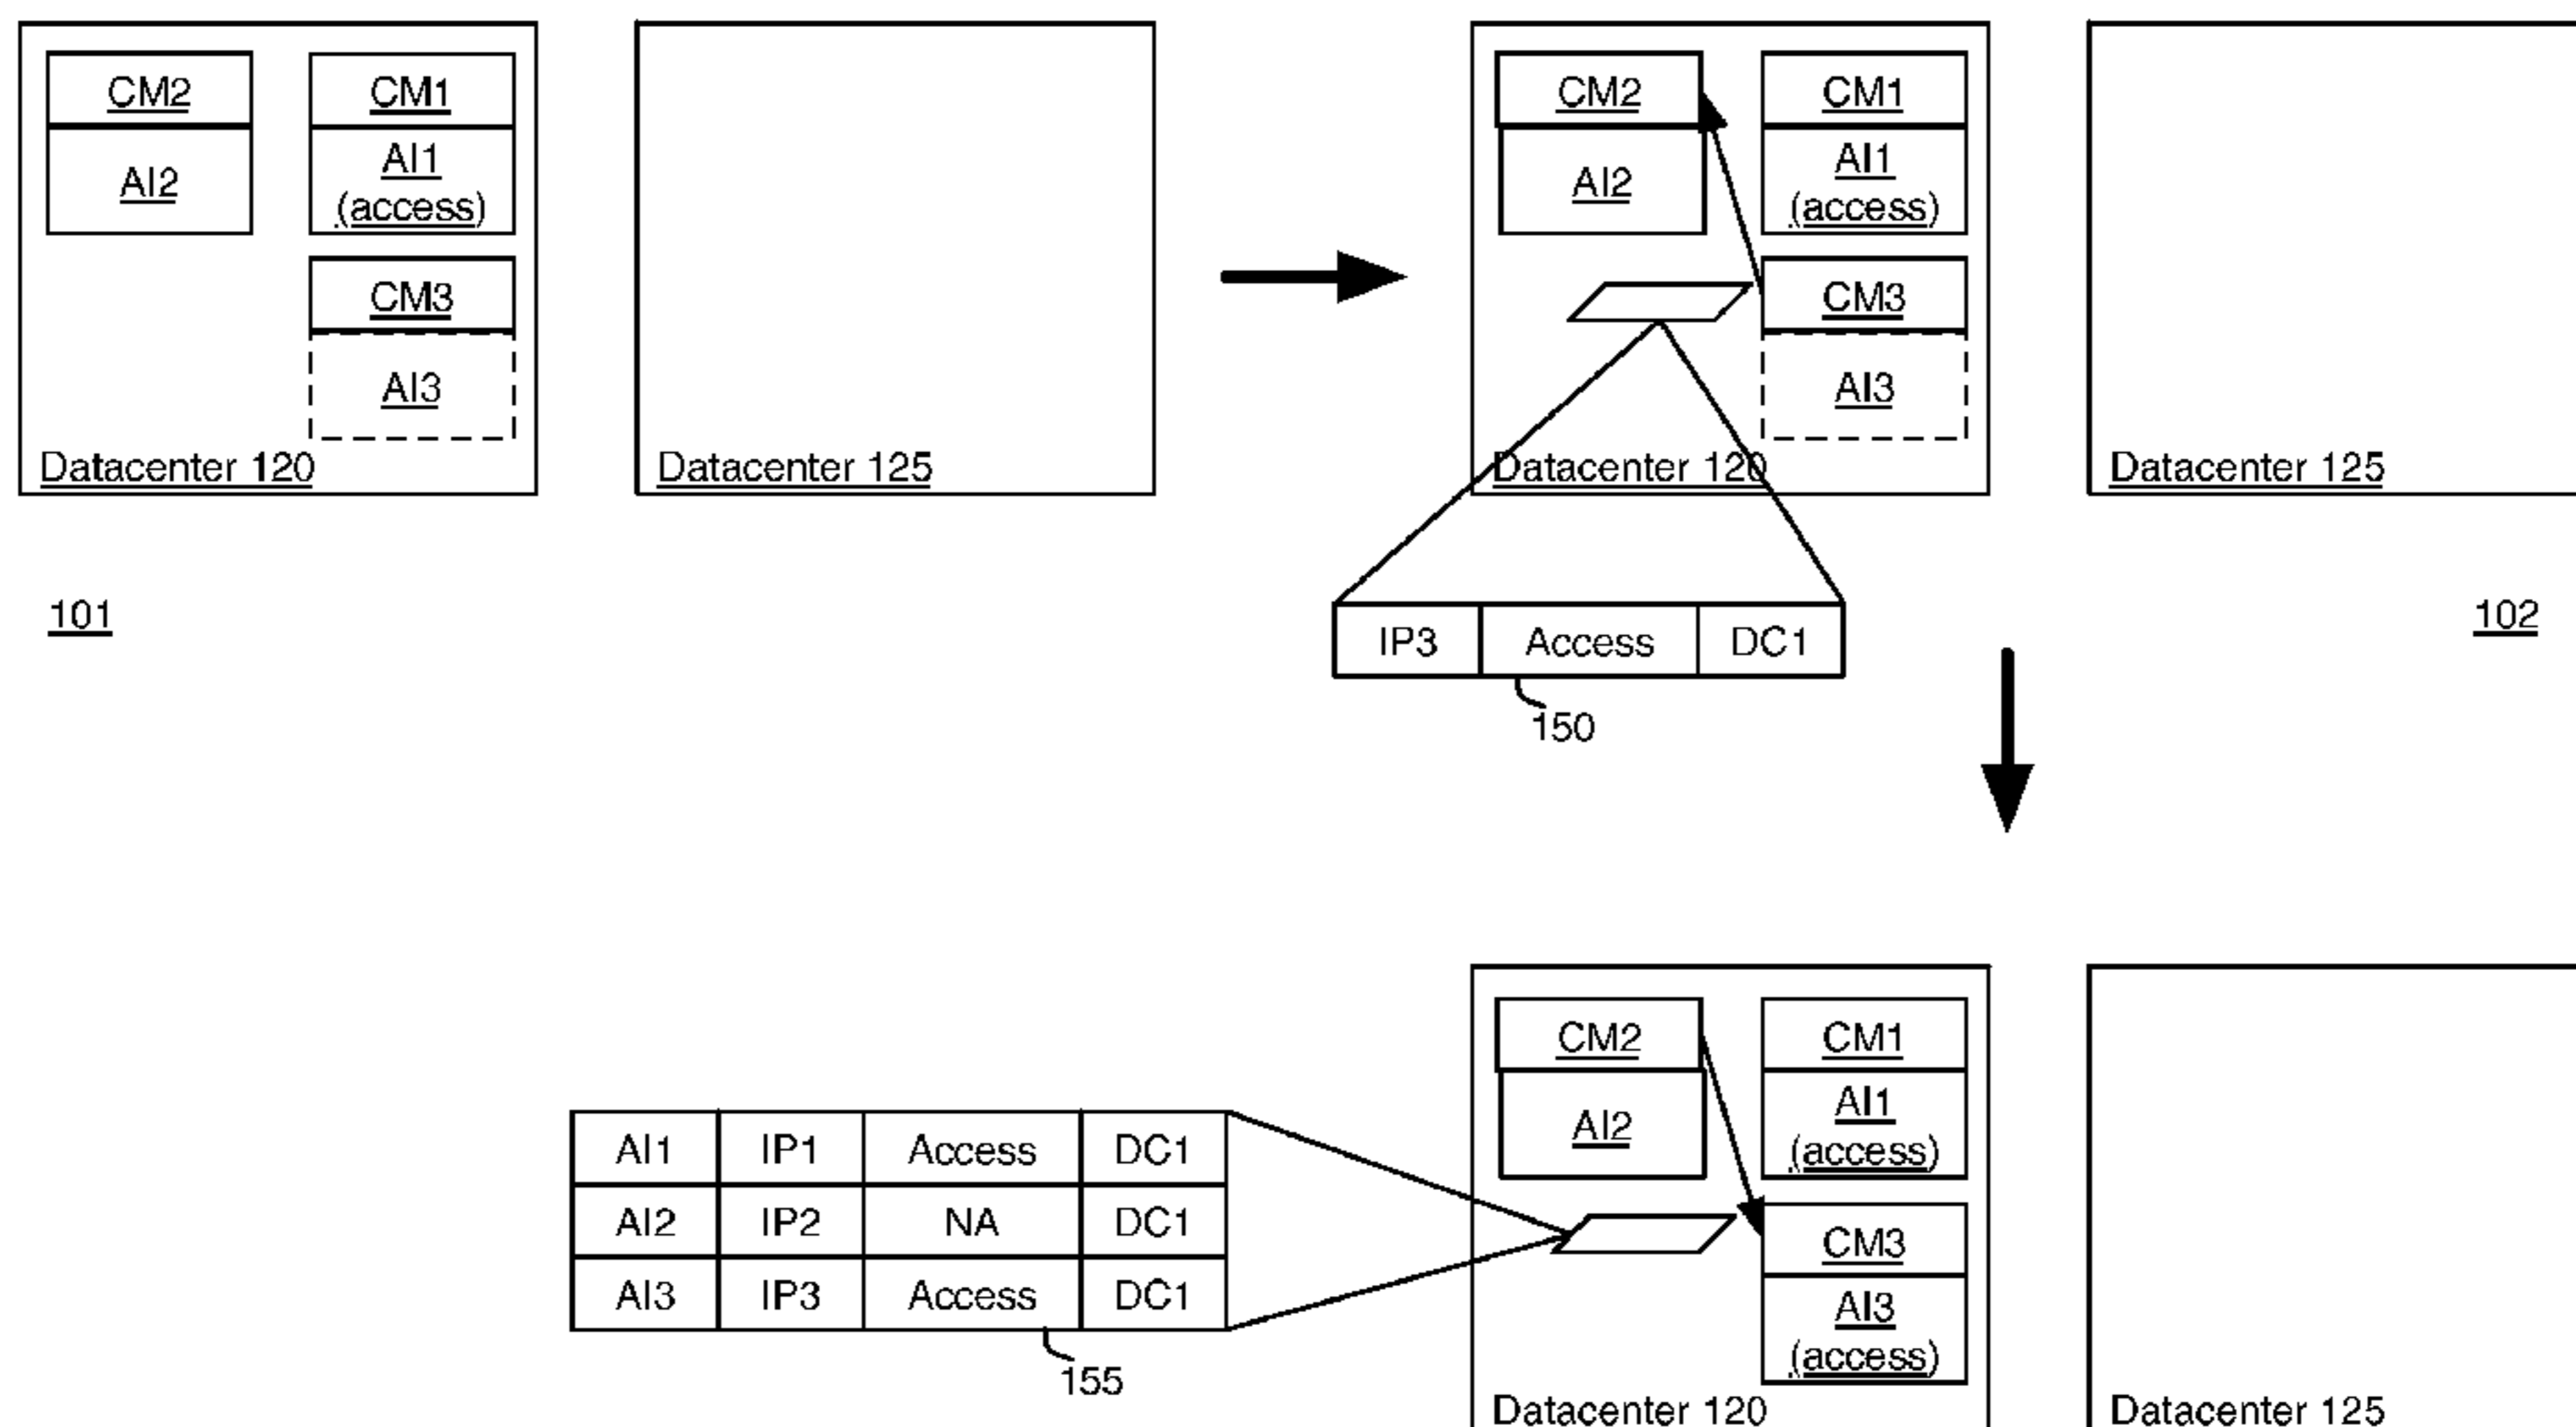 CM2
AI2
CM1
AI1
(access)
CM3
AI3
Datacenter 120
Datacenter 125
101
CM2
AI2
CM1
AI1
(access)
CM3
AI3
Datacenter 120
Datacenter 125
IP3 Access DC1
150
102
AI1 IP1 Access DC1
AI2 IP2 NA DC1
AI3 IP3 Access DC1
155
CM2
AI2
CM1
AI1
(access)
CM3
AI3
(access)
Datacenter 120
Datacenter 125